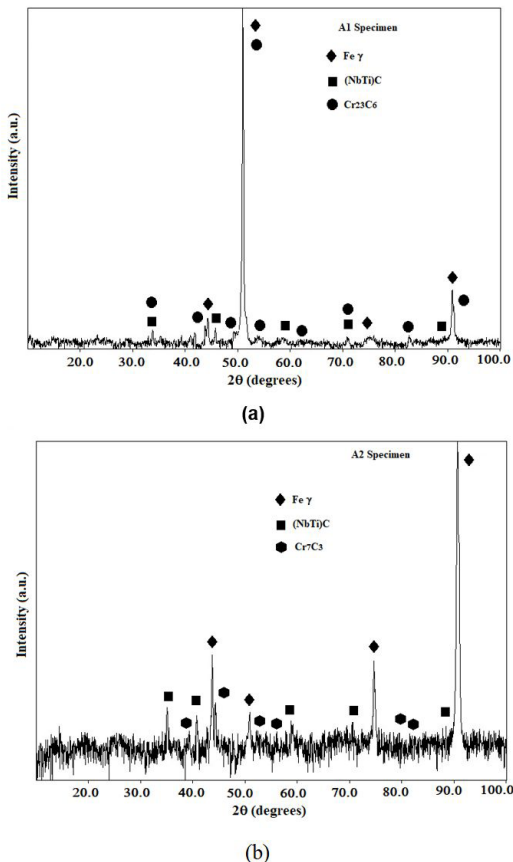 A1 Specimen
Fe γ
(NbTi)C
Cr23C6
Intensity (a.u.)
20.0 30.0 40.0 50.0 60.0 70.0 80.0 90.0 100.0
2θ (degrees)
(a)
A2 Specimen
Fe γ
(NbTi)C
Cr7C3
Intensity (a.u.)
20.0 30.0 40.0 50.0 60.0 70.0 80.0 90.0 100.0
2θ (degrees)
(b)